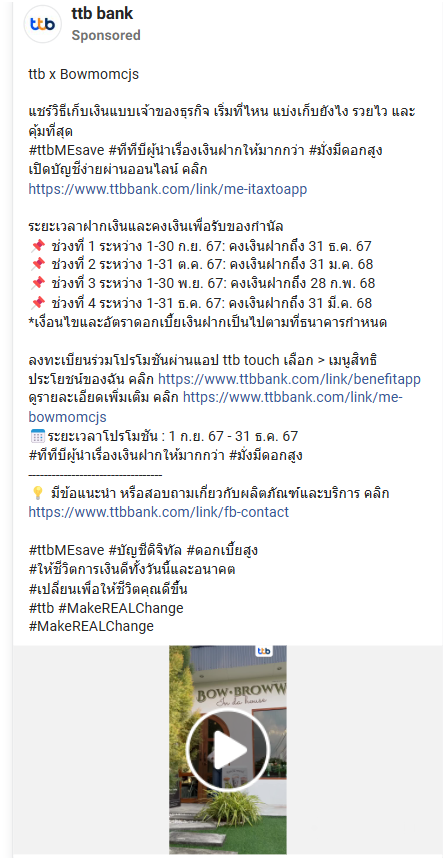 ttb
ttb bank
Sponsored
ttb x Bowmomcjs
แชร์วิธีเก็บเงินแบบเจ้าของธุรกิจ เริ่มที่ไหน แบ่งเก็บยังไง รวยไว และ
คุ้มที่สุด
#ttbMEsave #ทีทีบีผู้นำเรื่องเงินฝากให้มากกว่า #มั่งมีดอกสูง
เปิดบัญชีง่ายผ่านออนไลน์ คลิก
https://www.ttbbank.com/link/me-itaxtoapp
ระยะเวลาฝากเงินและคงเงินเพื่อรับของกำนัล
📌 ช่วงที่ 1 ระหว่าง 1-30 ก.ย. 67: คงเงินฝากถึง 31 ธ.ค. 67
📌 ช่วงที่ 2 ระหว่าง 1-31 ต.ค. 67: คงเงินฝากถึง 31 ม.ค. 68
📌 ช่วงที่ 3 ระหว่าง 1-30 พ.ย. 67: คงเงินฝากถึง 28 ก.พ. 68
📌 ช่วงที่ 4 ระหว่าง 1-31 ธ.ค. 67: คงเงินฝากถึง 31 มี.ค. 68
*เงื่อนไขและอัตราดอกเบี้ยเงินฝากเป็นไปตามที่ธนาคารกำหนด
ลงทะเบียนร่วมโปรโมชันผ่านแอป ttb touch เลือก > เมนูสิทธิ
ประโยชน์ของฉัน คลิก https://www.ttbbank.com/link/benefitapp
ดูรายละเอียดเพิ่มเติม คลิก https://www.ttbbank.com/link/me-
bowmomcjs
🗓️ระยะเวลาโปรโมชัน : 1 ก.ย. 67 - 31 ธ.ค. 67
#ทีทีบีผู้นำเรื่องเงินฝากให้มากกว่า #มั่งมีดอกสูง
---------------------------------
💡 มีข้อแนะนำ หรือสอบถามเกี่ยวกับผลิตภัณฑ์และบริการ คลิก
https://www.ttbbank.com/link/fb-contact
#ttbMEsave #บัญชีดิจิทัล #ดอกเบี้ยสูง
#ให้ชีวิตการเงินดีทั้งวันนี้และอนาคต
#เปลี่ยนเพื่อให้ชีวิตคุณดีขึ้น
#ttb #MakeREALChange
#MakeREALChange
ttb
BOW•BROWW
In da house